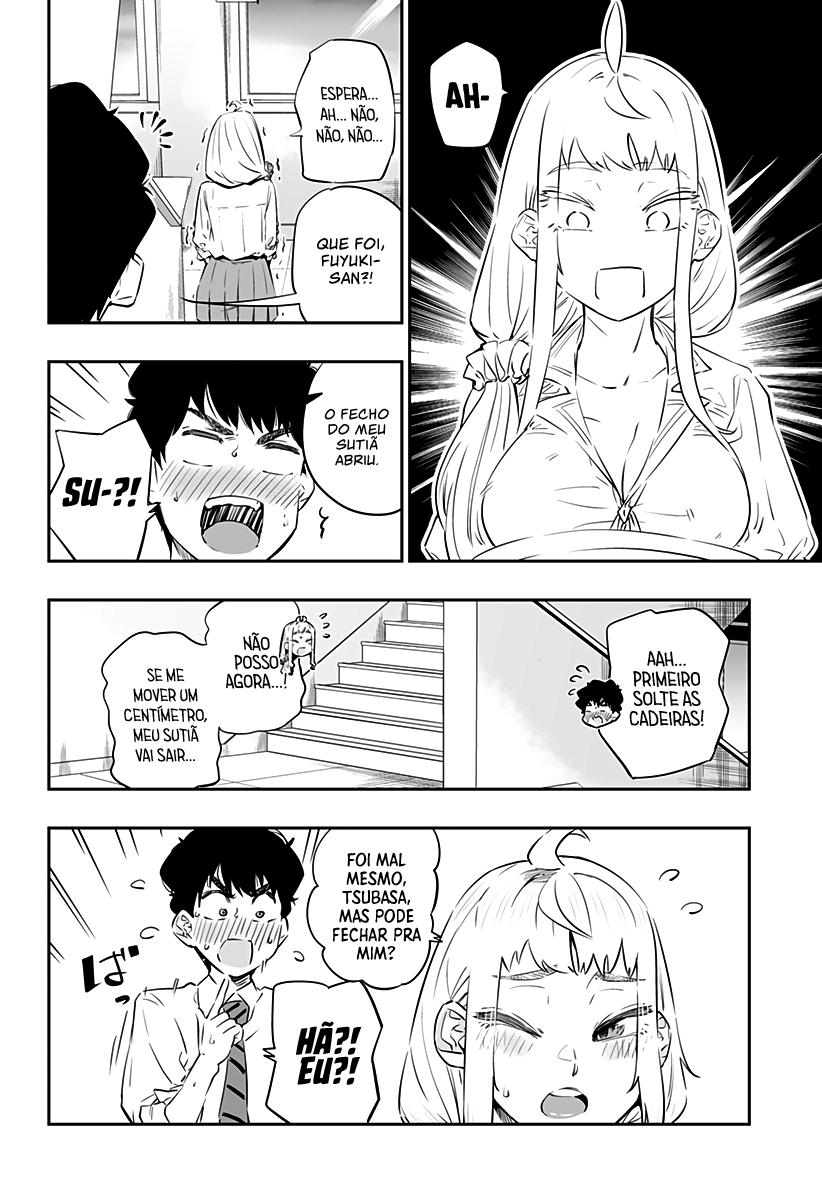 AH-
ESPERA...
AH... NÃO,
NÃO, NÃO...
QUE FOI,
FUYUKI-
SAN?!
O FECHO
DO MEU
SUTIÃ
ABRIU.
SU-?!
AAH...
PRIMEIRO
SOLTE AS
CADEIRAS!
NÃO
POSSO
AGORA...!
SE ME
MOVER UM
CENTÍMETRO,
MEU SUTIÃ
VAI SAIR...
FOI MAL
MESMO,
TSUBASA,
MAS PODE
FECHAR PRA
MIM?
HÃ?!
EU?!
ばっ